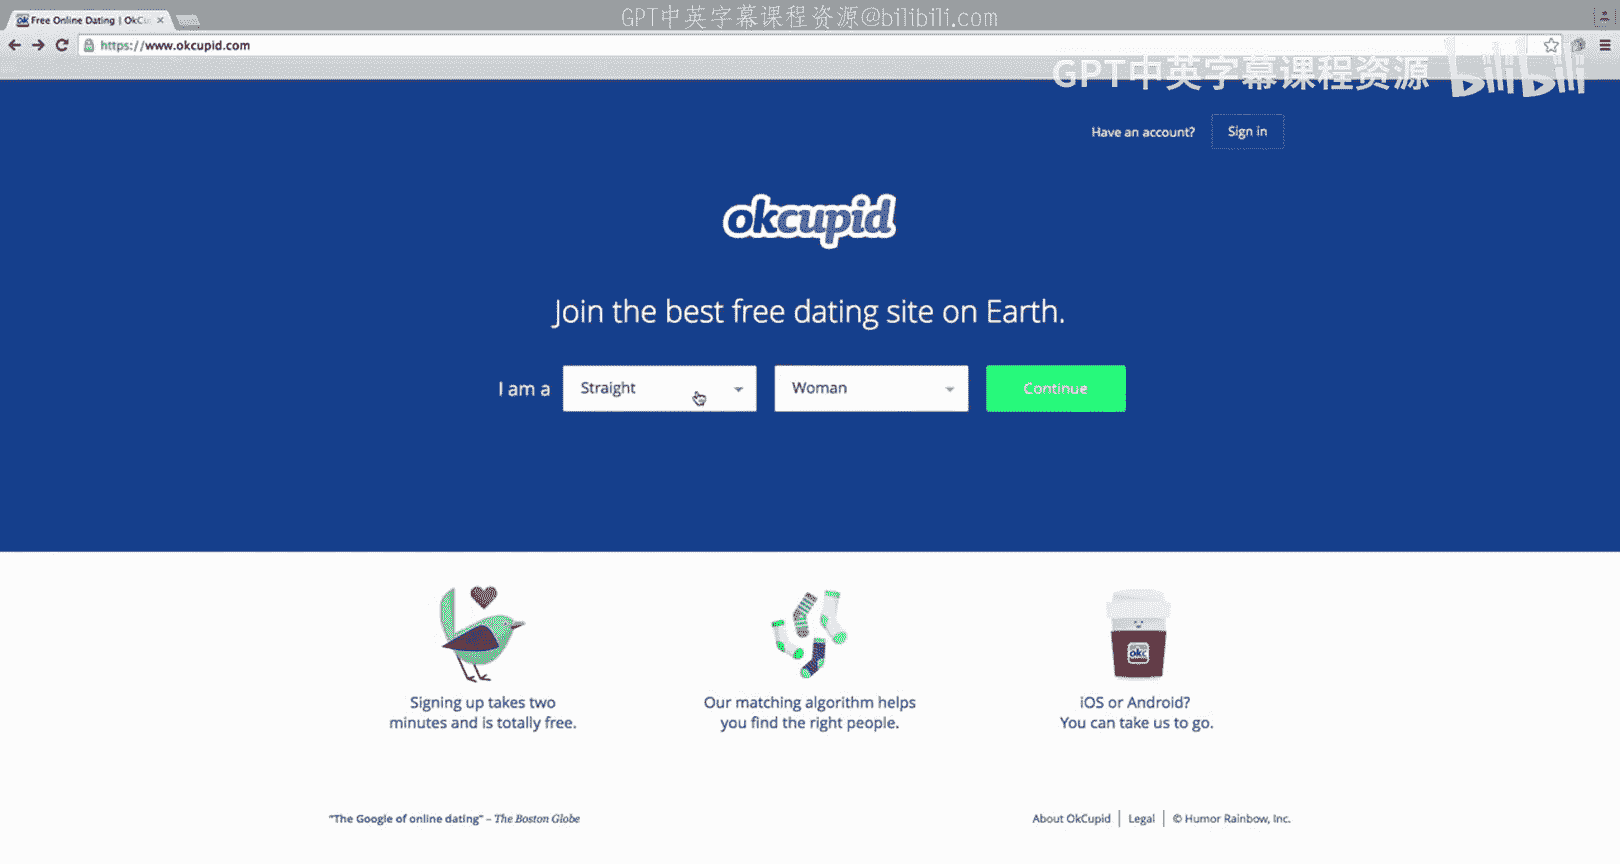 GPT中英字幕课程资源@bilibili.com
ok Free Online Dating | OkCu
https://www.okcupid.com
GPT中英字幕课程资源 bilibili
Have an account? Sign in
okcupid
Join the best free dating site on Earth.
I am a Straight Woman Continue
okc
Signing up takes two
minutes and is totally free.
Our matching algorithm helps
you find the right people.
iOS or Android?
You can take us to go.
"The Google of online dating" – The Boston Globe
About OkCupid | Legal | © Humor Rainbow, Inc.